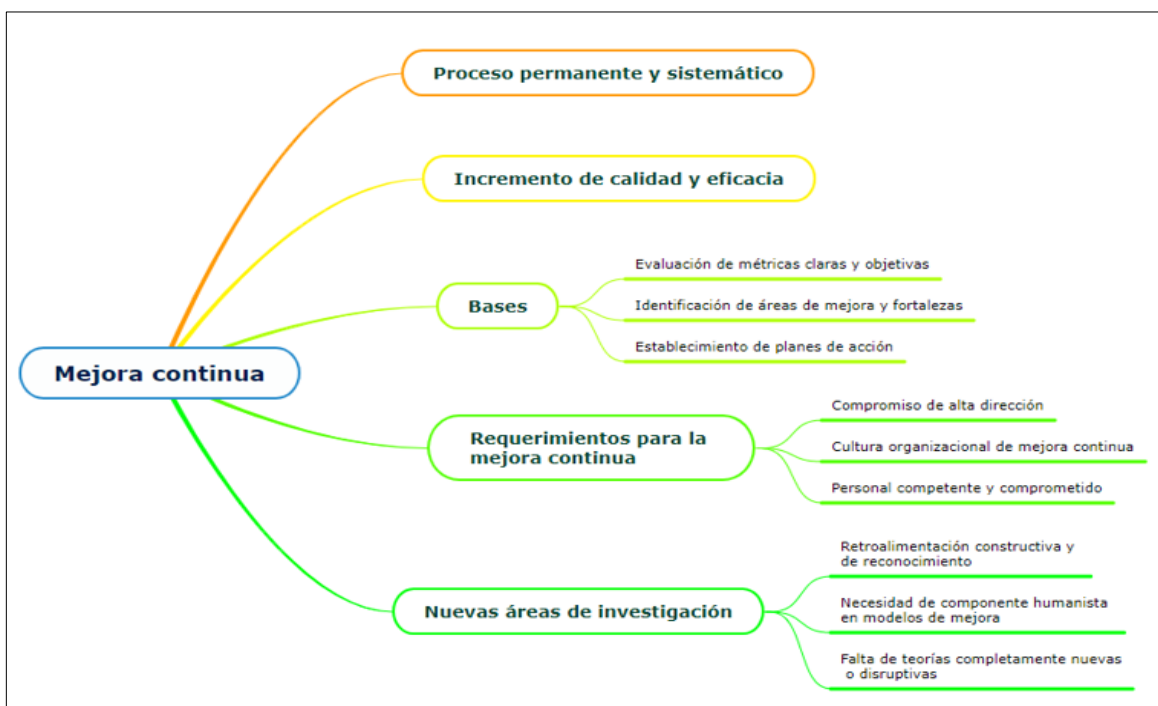 Proceso permanente y sistemático
Incremento de calidad y eficacia
Mejora continua
Bases
Evaluación de métricas claras y objetivas
Identificación de áreas de mejora y fortalezas
Establecimiento de planes de acción
Requerimientos para la
mejora continua
Compromiso de alta dirección
Cultura organizacional de mejora continua
Personal competente y comprometido
Nuevas áreas de investigación
Retroalimentación constructiva y
de reconocimiento
Necesidad de componente humanista
en modelos de mejora
Falta de teorías completamente nuevas
o disruptivas